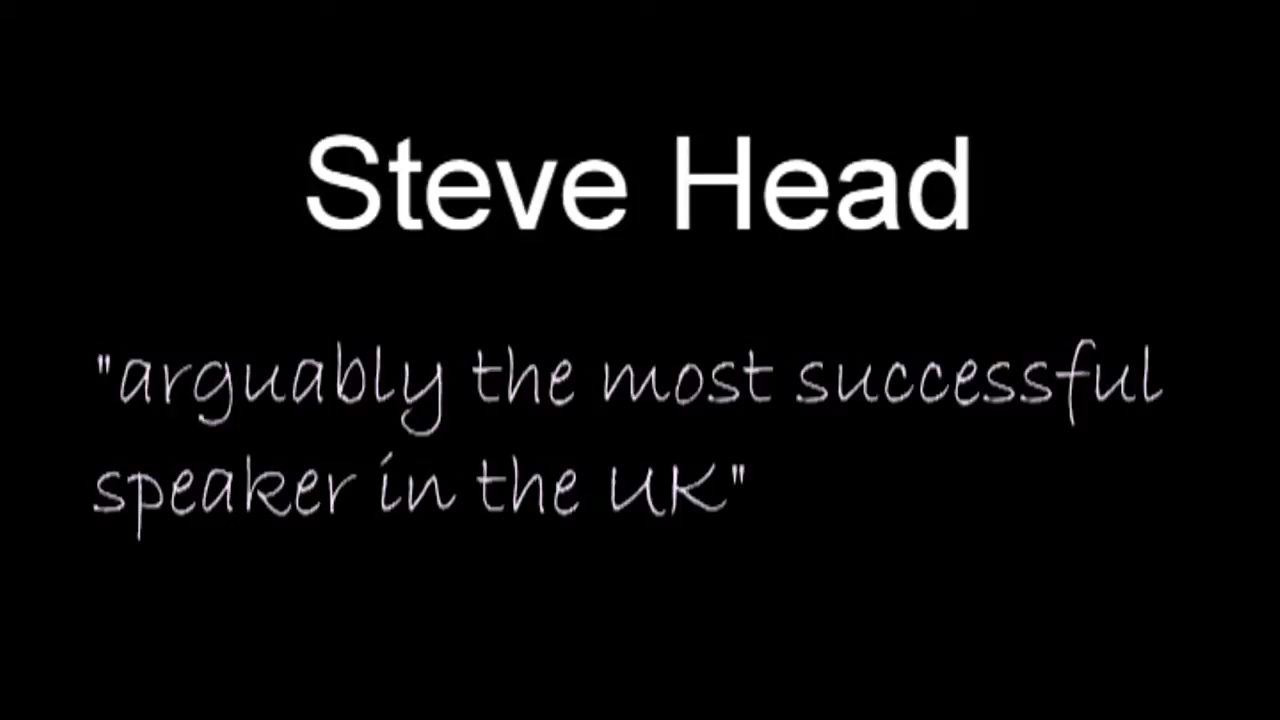 Steve Head
"arguably the most successful
speaker in the UK"